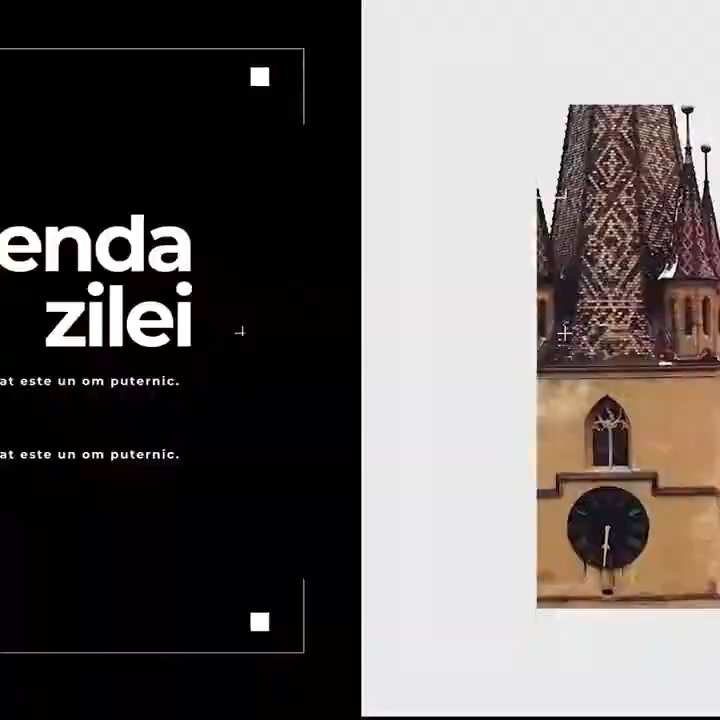 enda
zilei
at este un om puternic.
at este un om puternic.